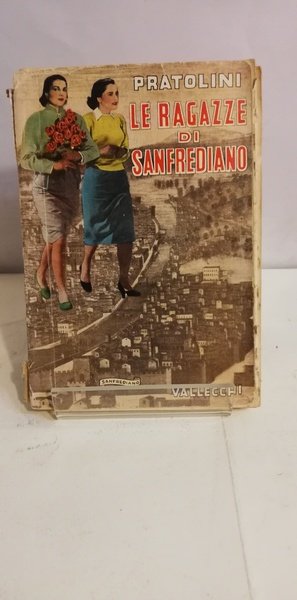 PRATOLINI
LE RAGAZZE
DI
SANFREDIANO
SANFREDIANO
VALLECCHI